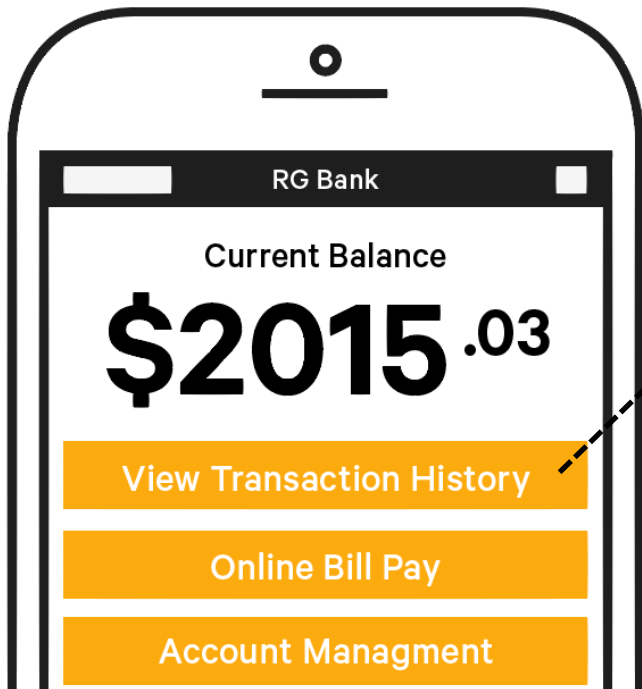 RG Bank
Current Balance
$2015.03
View Transaction History
Online Bill Pay
Account Managment